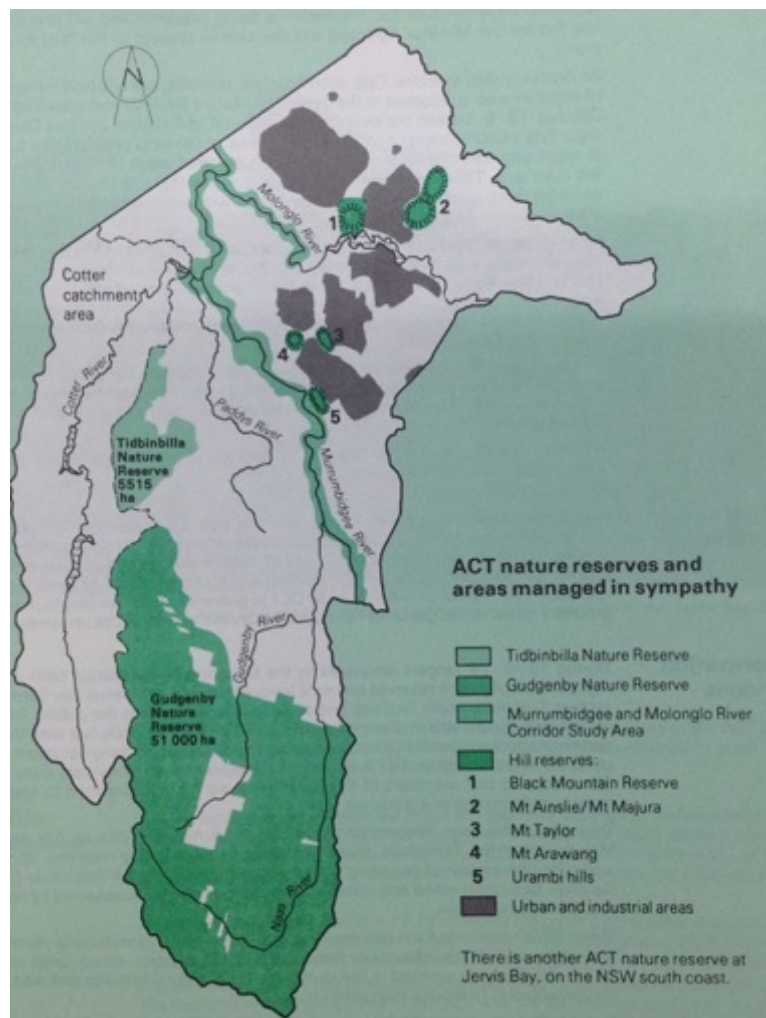 N
Molonglo River
1
2
Cotter
catchment
area
3
4
Cotter River
Paddys River
5
Tidbinbilla
Nature
Reserve
5515
ha
Murrumbidgee River
ACT nature reserves and
areas managed in sympathy
Gudgenby River
Tidbinbilla Nature Reserve
Gudgenby Nature Reserve
Gudgenby
Nature
Reserve
51 000 ha
Murrumbidgee and Molonglo River
Corridor Study Area
Hill reserves:
1 Black Mountain Reserve
2 Mt Ainslie/Mt Majura
3 Mt Taylor
4 Mt Arawang
5 Urambi hills
Naas River
Urban and industrial areas
There is another ACT nature reserve at
Jervis Bay, on the NSW south coast.